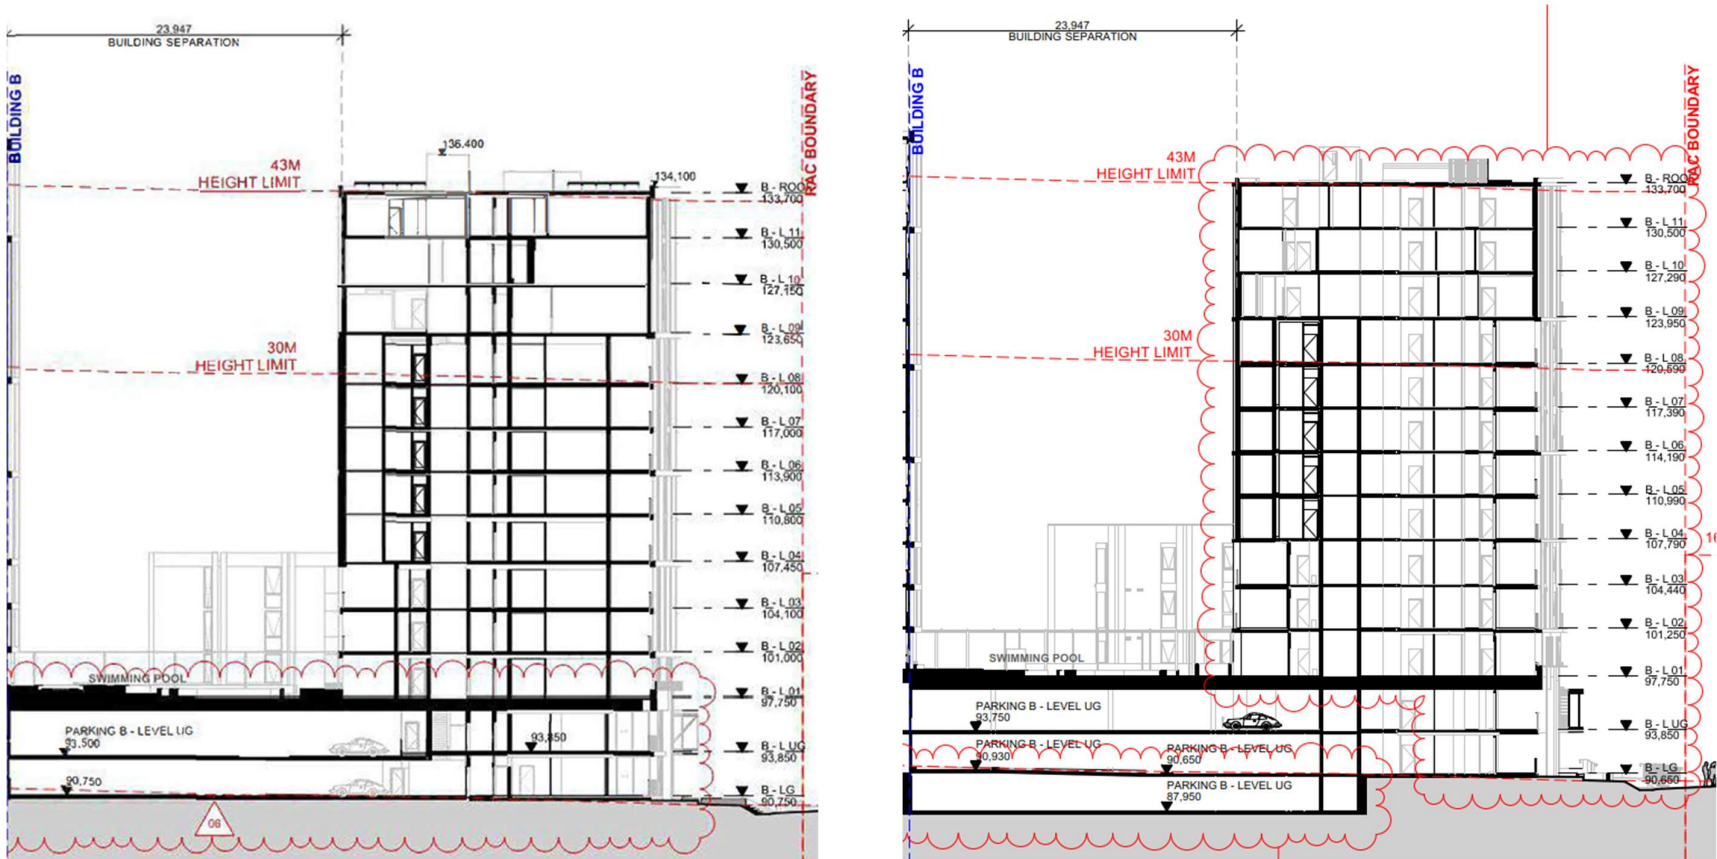 23,947
BUILDING SEPARATION
BUILDING B
RAC BOUNDARY
136.400
43M
HEIGHT LIMIT
134,100
B - ROO
133,700
B - L 11
130,500
B - L 10
127,150
B - L 09
123,650
30M
HEIGHT LIMIT
B - L 08
120,100
B - L 07
117,000
B - L 06
113,900
B - L 05
110,800
B - L 04
107,450
B - L 03
104,100
B - L 02
101,000
SWIMMING POOL
B - L 01
97,750
PARKING B - LEVEL UG
93,500
93,850
B - L UG
93,850
90,750
B - LG
90,750
06
23,947
BUILDING SEPARATION
BUILDING B
RAC BOUNDARY
43M
HEIGHT LIMIT
B - ROO
133,700
B - L 11
130,500
B - L 10
127,290
B - L 09
123,950
30M
HEIGHT LIMIT
B - L 08
120,590
B - L 07
117,390
B - L 06
114,190
B - L 05
110,990
B - L 04
107,790
16
B - L 03
104,440
B - L 02
101,250
SWIMMING POOL
B - L 01
97,750
PARKING B - LEVEL UG
93,750
B - L UG
93,850
PARKING B - LEVEL UG
90,930
PARKING B - LEVEL UG
90,650
B - LG
90,650
PARKING B - LEVEL UG
87,950